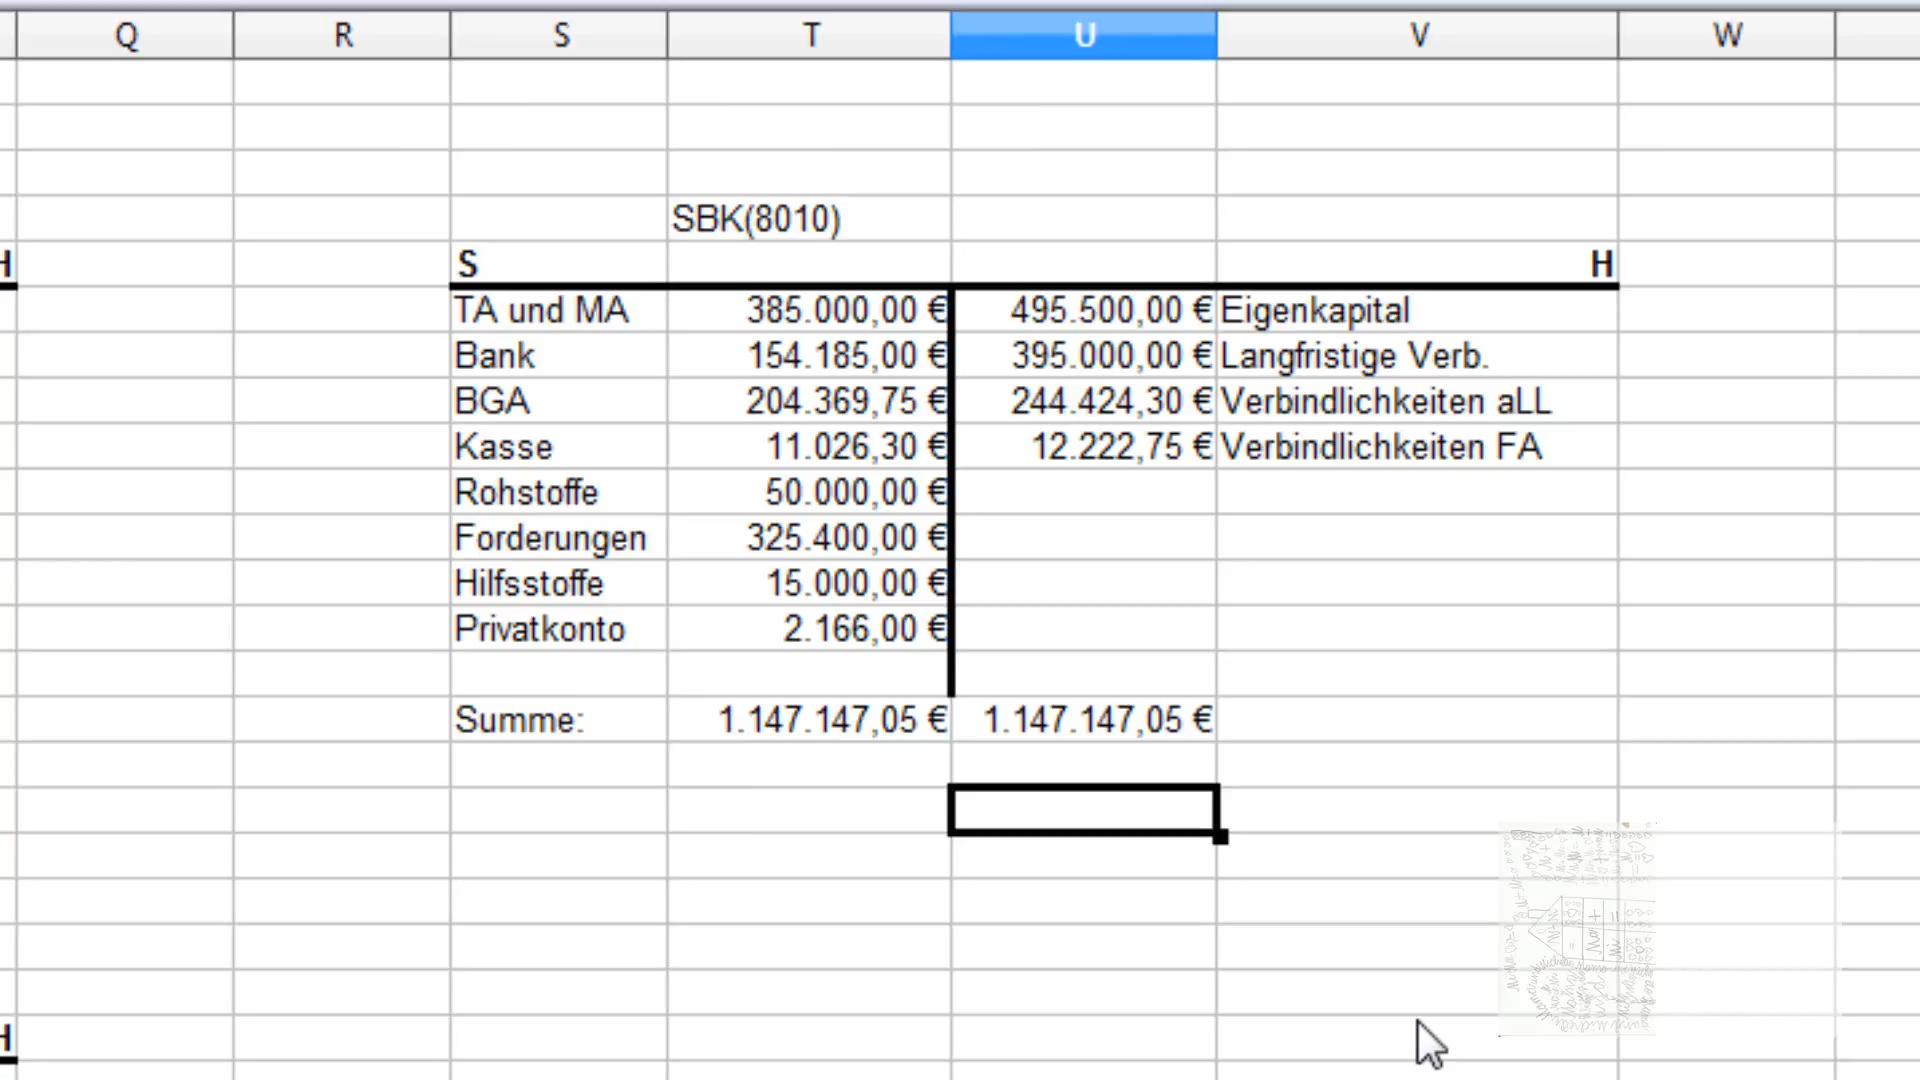 Q R S T U V W
SBK(8010)
H S H
TA und MA 385.000,00 € 495.500,00 € Eigenkapital
Bank 154.185,00 € 395.000,00 € Langfristige Verb.
BGA 204.369,75 € 244.424,30 € Verbindlichkeiten aLL
Kasse 11.026,30 € 12.222,75 € Verbindlichkeiten FA
Rohstoffe 50.000,00 €
Forderungen 325.400,00 €
Hilfsstoffe 15.000,00 €
Privatkonto 2.166,00 €
Summe: 1.147.147,05 € 1.147.147,05 €
H